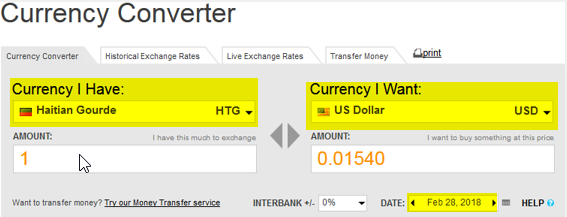 Currency Converter
Currency Converter Historical Exchange Rates Live Exchange Rates Transfer Money print
Currency I Have: Currency I Want:
Haitian Gourde HTG US Dollar USD
AMOUNT: I have this much to exchange AMOUNT: I want to buy something at this price
1 0.01540
Want to transfer money? Try our Money Transfer service INTERBANK +/- 0% DATE: Feb 28, 2018 HELP ?